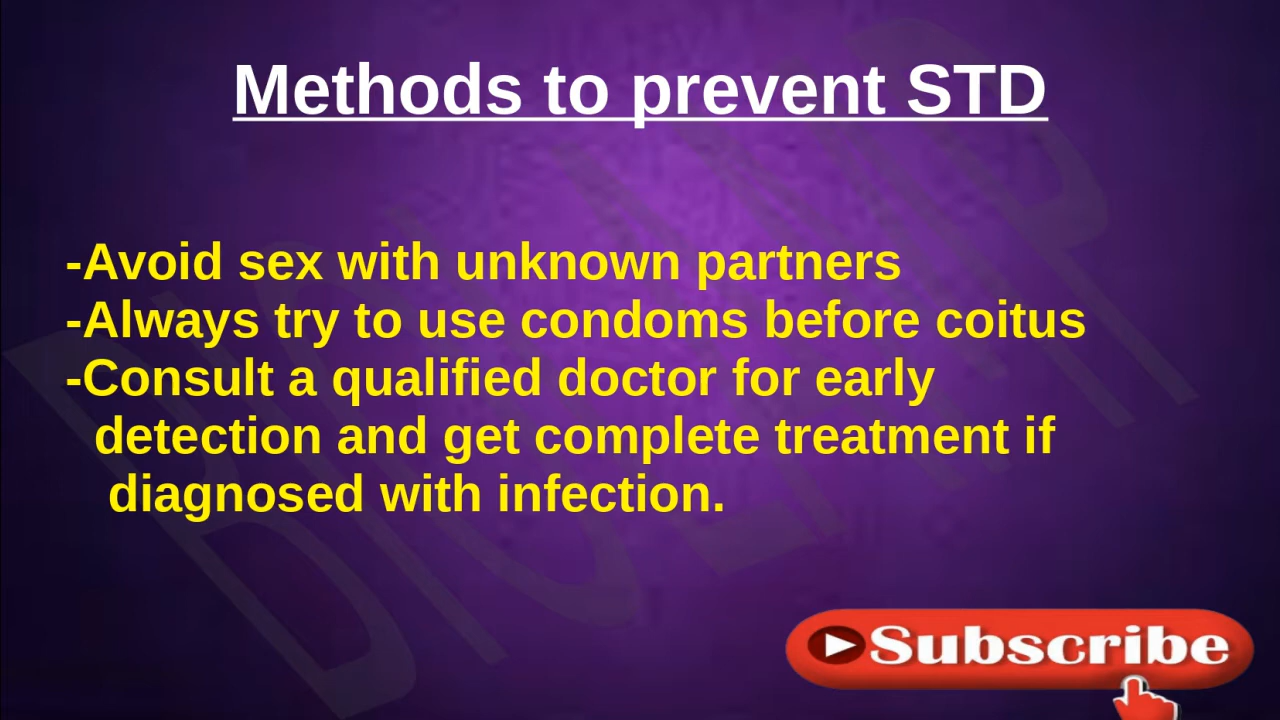 Methods to prevent STD
-Avoid sex with unknown partners
-Always try to use condoms before coitus
-Consult a qualified doctor for early
detection and get complete treatment if
diagnosed with infection.
Subscribe